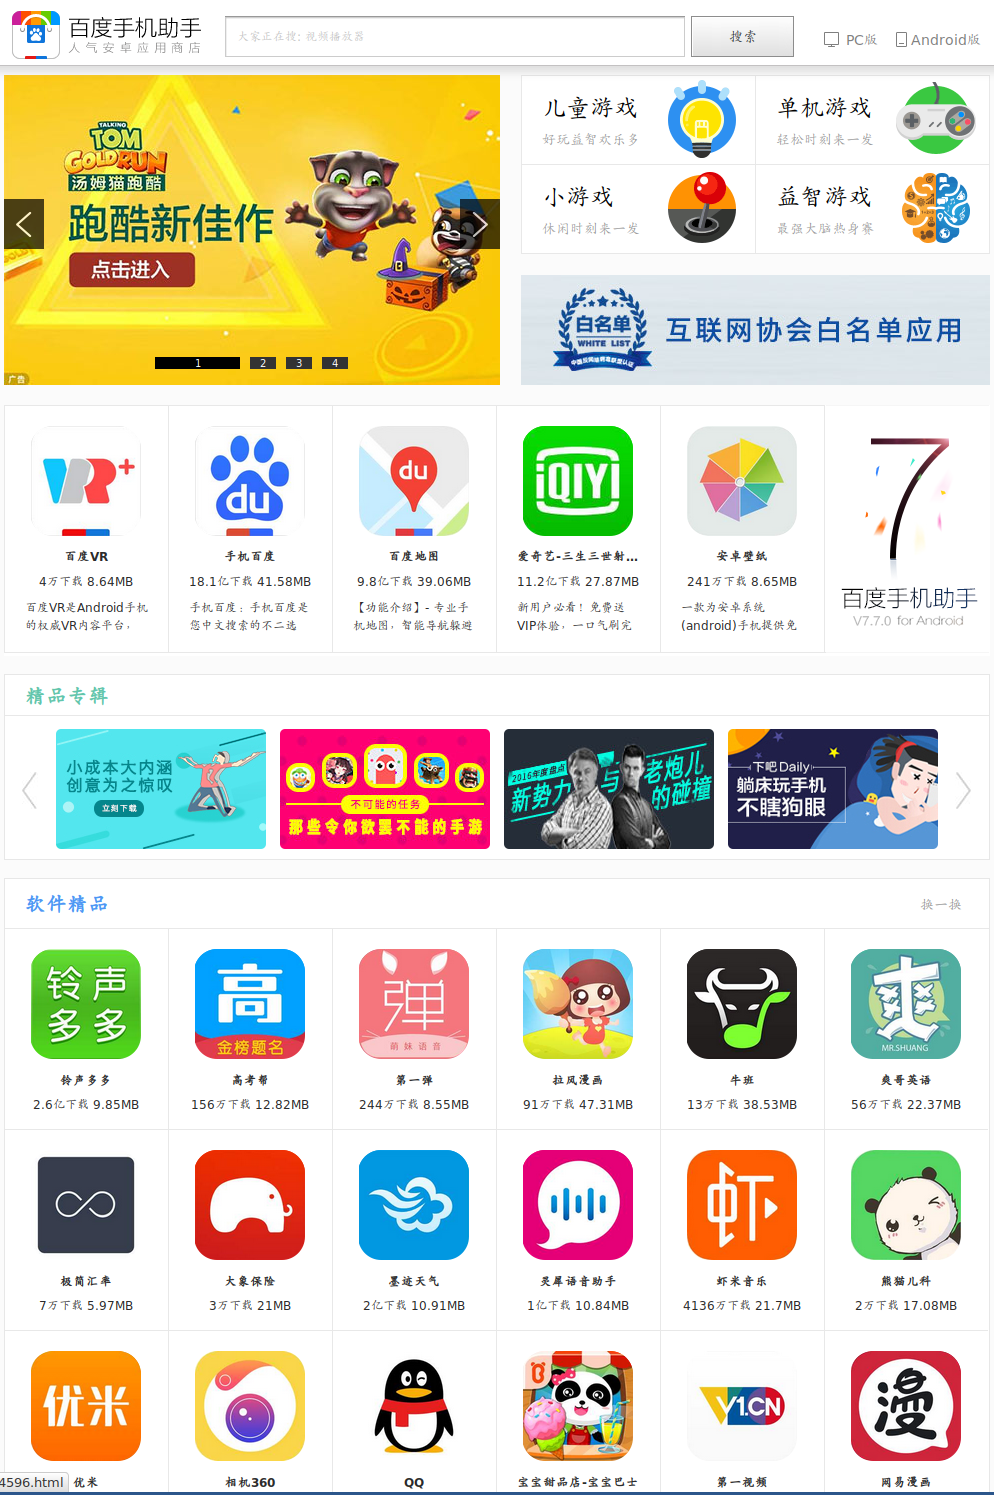 百度手机助手
人气安卓应用商店
大家正在搜: 视频播放器
搜索
PC版
Android版
TALKING
TOM
GOLD RUN
汤姆猫跑酷
跑酷新佳作
点击进入
1 2 3 4
广告
儿童游戏
好玩益智欢乐多
单机游戏
轻松时刻来一发
小游戏
休闲时刻来一发
益智游戏
最强大脑热身赛
白名单
WHITE LIST
互联网协会白名单应用
VR+
百度VR
4万下载 8.64MB
百度VR是Android手机
的权威VR内容平台，
du
手机百度
18.1亿下载 41.58MB
手机百度：手机百度是
您中文搜索的不二选
du
百度地图
9.8亿下载 39.06MB
【功能介绍】- 专业手
机地图，智能导航躲避
iQIYI
爱奇艺-三生三世射...
11.2亿下载 27.87MB
新用户必看！免费送
VIP体验，一口气刷完
安卓壁纸
241万下载 8.65MB
一款为安卓系统
(android)手机提供免
7
百度手机助手
V7.7.0 for Android
精品专辑
小成本大内涵
创意为之惊叹
立刻下载
不可能的任务
那些令你欲罢不能的手游
2016年度盘点
新势力与老炮儿的碰撞
下吧Daily
躺床玩手机
不瞎狗眼
软件精品
换一换
铃声
多多
铃声多多
2.6亿下载 9.85MB
高
金榜题名
高考帮
156万下载 12.82MB
弹
萌妹语音
第一弹
244万下载 8.55MB
拉风漫画
91万下载 47.31MB
牛班
13万下载 38.53MB
爽
MR.SHUANG
爽哥英语
56万下载 22.37MB
极简汇率
7万下载 5.97MB
大象保险
3万下载 21MB
墨迹天气
2亿下载 10.91MB
灵犀语音助手
1亿下载 10.84MB
虾
虾米音乐
4136万下载 21.7MB
熊猫儿科
2万下载 17.08MB
优米
优米
相机360
QQ
宝宝甜品店-宝宝巴士
V1.CN
第一视频
漫
网易漫画
4596.html